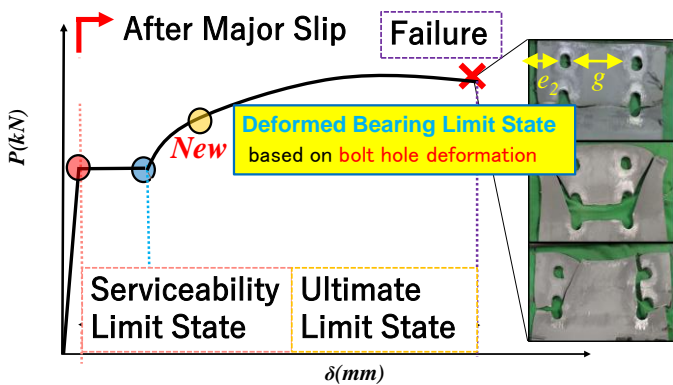 After Major Slip
Failure
e2
g
P(kN)
New
Deformed Bearing Limit State
based on bolt hole deformation
Serviceability
Limit State
Ultimate
Limit State
δ(mm)